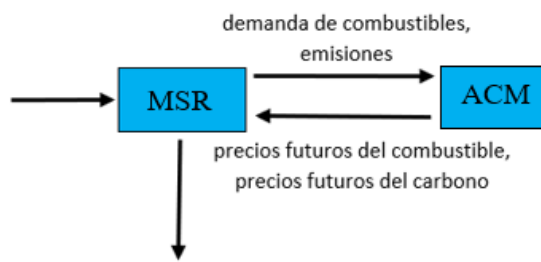 demanda de combustibles,
emisiones
MSR
ACM
precios futuros del combustible,
precios futuros del carbono